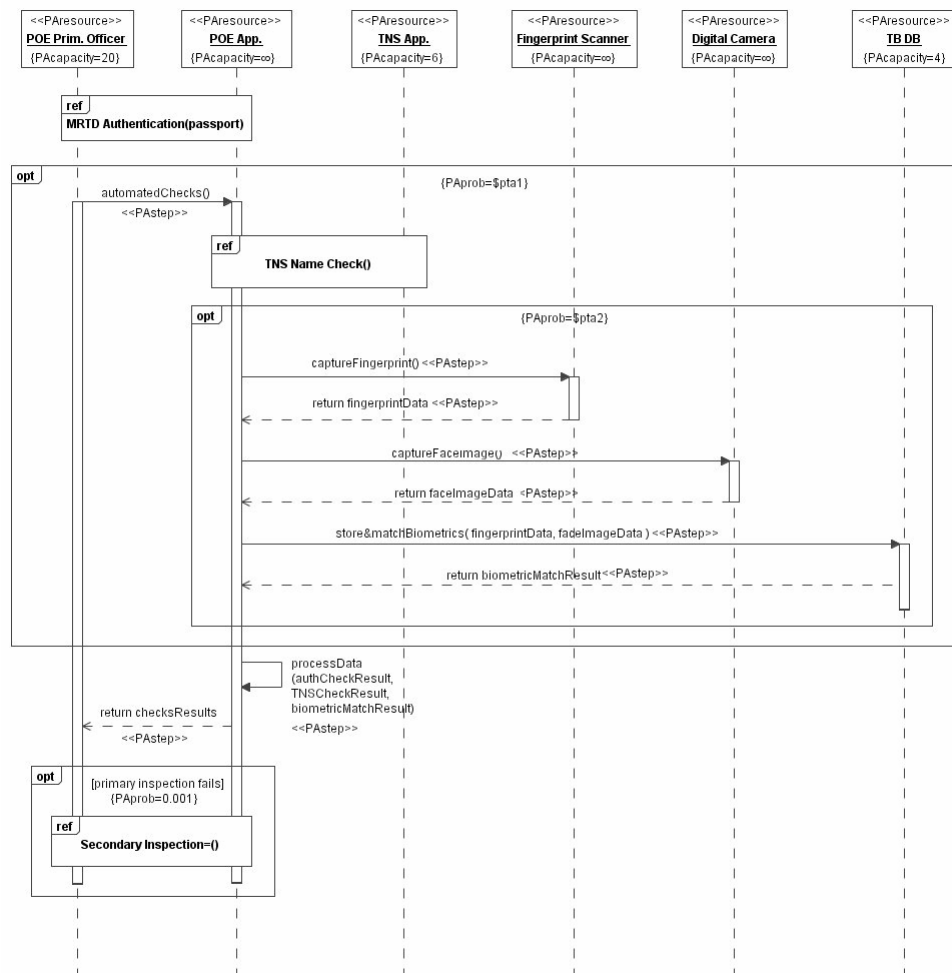 <<PAresource>>
POE Prim. Officer
{PAcapacity=20}
<<PAresource>>
POE App.
{PAcapacity=∞}
<<PAresource>>
TNS App.
{PAcapacity=6}
<<PAresource>>
Fingerprint Scanner
{PAcapacity=∞}
<<PAresource>>
Digital Camera
{PAcapacity=∞}
<<PAresource>>
TB DB
{PAcapacity=4}
ref
MRTD Authentication(passport)
opt
{PAprob=$pta1}
automatedChecks()
<<PAstep>>
ref
TNS Name Check()
opt
{PAprob=$pta2}
captureFingerprint() <<PAstep>>
return fingerprintData <<PAstep>>
captureFaceImage() <<PAstep>>
return faceImageData <PAstep>>
store&matchBiometrics( fingerprintData, faceImageData ) <<PAstep>>
return biometricMatchResult<<PAstep>>
processData
(authCheckResult,
TNSCheckResult,
biometricMatchResult)
<<PAstep>>
return checksResults
<<PAstep>>
opt
[primary inspection fails]
{PAprob=0.001}
ref
Secondary Inspection=()